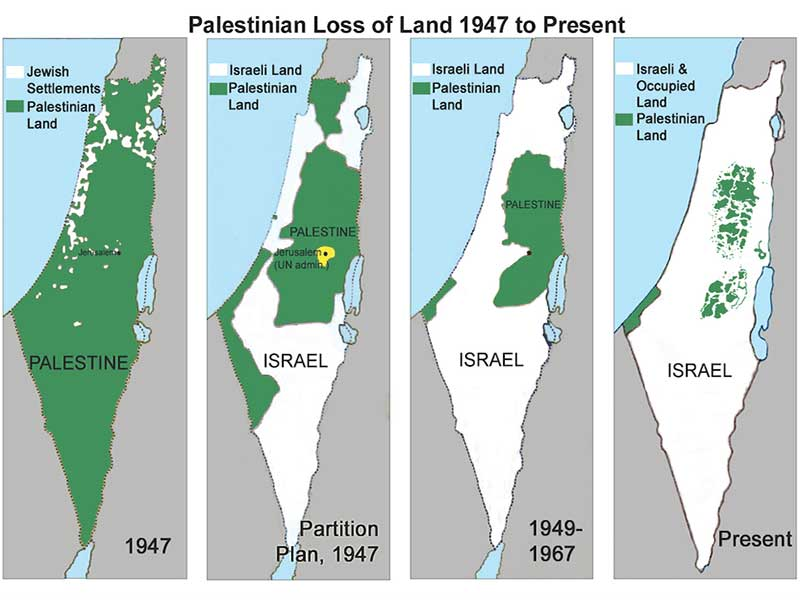 Palestinian Loss of Land 1947 to Present
Jewish
Settlements
Palestinian
Land
Jerusalem
PALESTINE
1947
Israeli Land
Palestinian
Land
PALESTINE
Jerusalem
(UN admin.)
ISRAEL
Partition
Plan, 1947
Israeli Land
Palestinian
Land
PALESTINE
ISRAEL
1949-
1967
Israeli &
Occupied
Land
Palestinian
Land
ISRAEL
Present